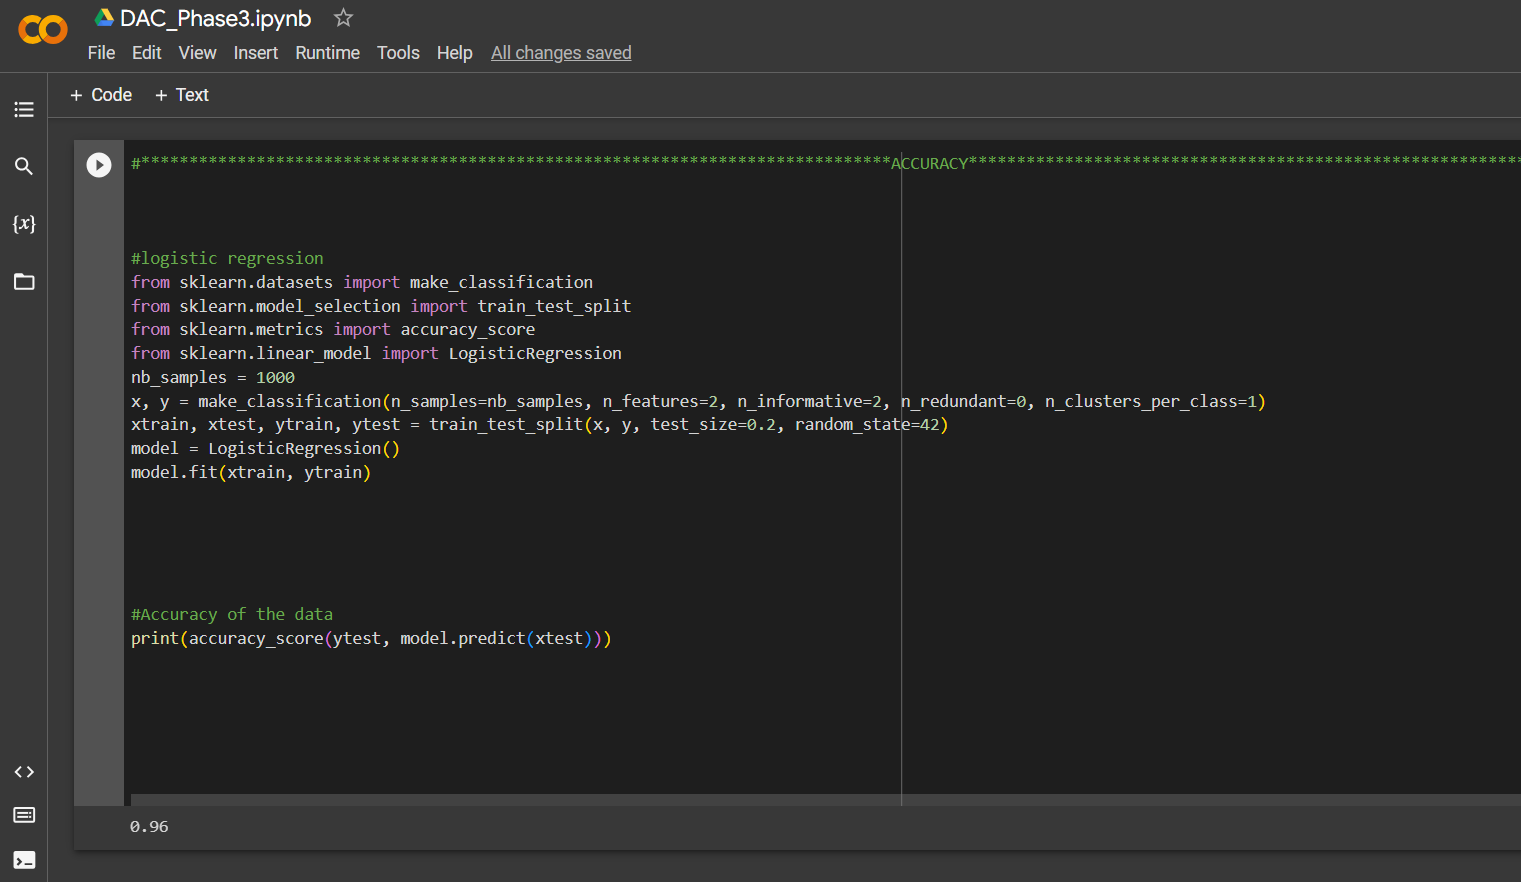 DAC_Phase3.ipynb
File Edit View Insert Runtime Tools Help All changes saved
+ Code + Text
#******************************************************************************ACCURACY**********************************************************
#logistic regression
from sklearn.datasets import make_classification
from sklearn.model_selection import train_test_split
from sklearn.metrics import accuracy_score
from sklearn.linear_model import LogisticRegression
nb_samples = 1000
x, y = make_classification(n_samples=nb_samples, n_features=2, n_informative=2, n_redundant=0, n_clusters_per_class=1)
xtrain, xtest, ytrain, ytest = train_test_split(x, y, test_size=0.2, random_state=42)
model = LogisticRegression()
model.fit(xtrain, ytrain)
#Accuracy of the data
print(accuracy_score(ytest, model.predict(xtest)))
0.96